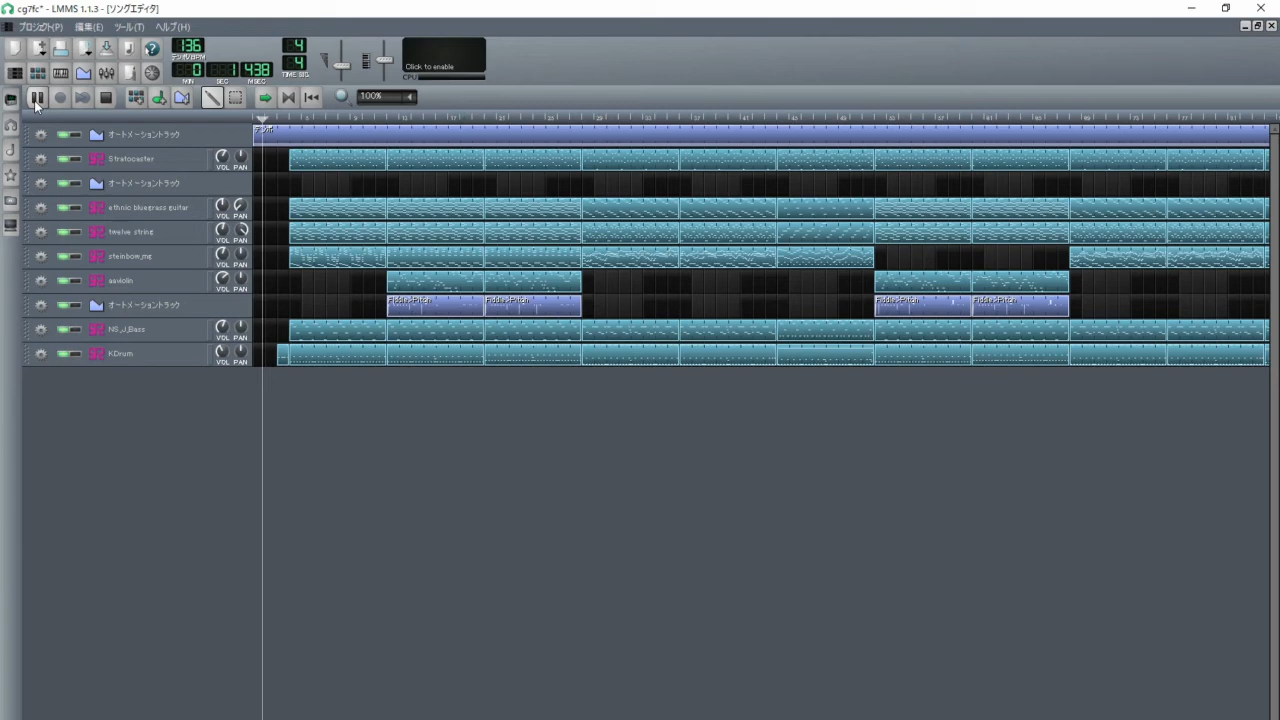 cg7fc* - LMMS 1.1.3 - [ソングエディタ]
プロジェクト(P) 編集(E) ツール(T) ヘルプ(H)
136
テンポ/BPM
0 1 438
MIN SEC MSEC
4
4
TIME SIG
Click to enable
CPU
100%
オートメーショントラック
テンポ
Stratocaster
VOL PAN
オートメーショントラック
ethnic bluegrass guitar
VOL PAN
twelve string
VOL PAN
steinbow_mg
VOL PAN
aaviolin
VOL PAN
オートメーショントラック
Fiddle>Pitch Fiddle>Pitch Fiddle>Pitch Fiddle>Pitch
NS_J_Bass
VOL PAN
KDrum
VOL PAN